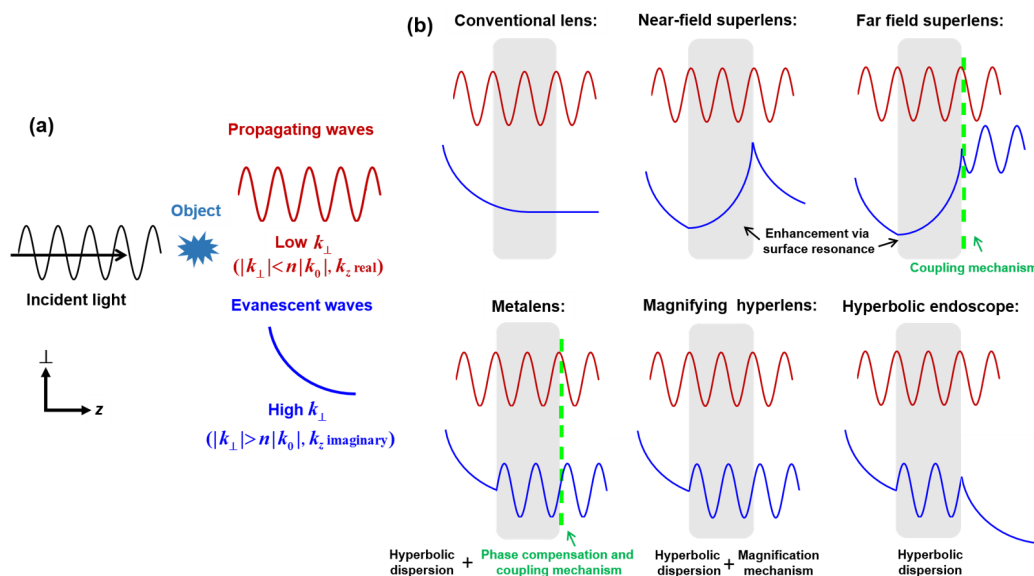 (a)
Incident light
Object
Propagating waves
Low k⊥
(|k⊥|<n|k₀|, k_z real)
Evanescent waves
High k⊥
(|k⊥|>n|k₀|, k_z imaginary)
⊥
z
(b)
Conventional lens:
Near-field superlens:
Far field superlens:
Enhancement via
surface resonance
Coupling mechanism
Metalens:
Magnifying hyperlens:
Hyperbolic endoscope:
Hyperbolic
dispersion
+
Phase compensation and
coupling mechanism
Hyperbolic
dispersion
+
Magnification
mechanism
Hyperbolic
dispersion